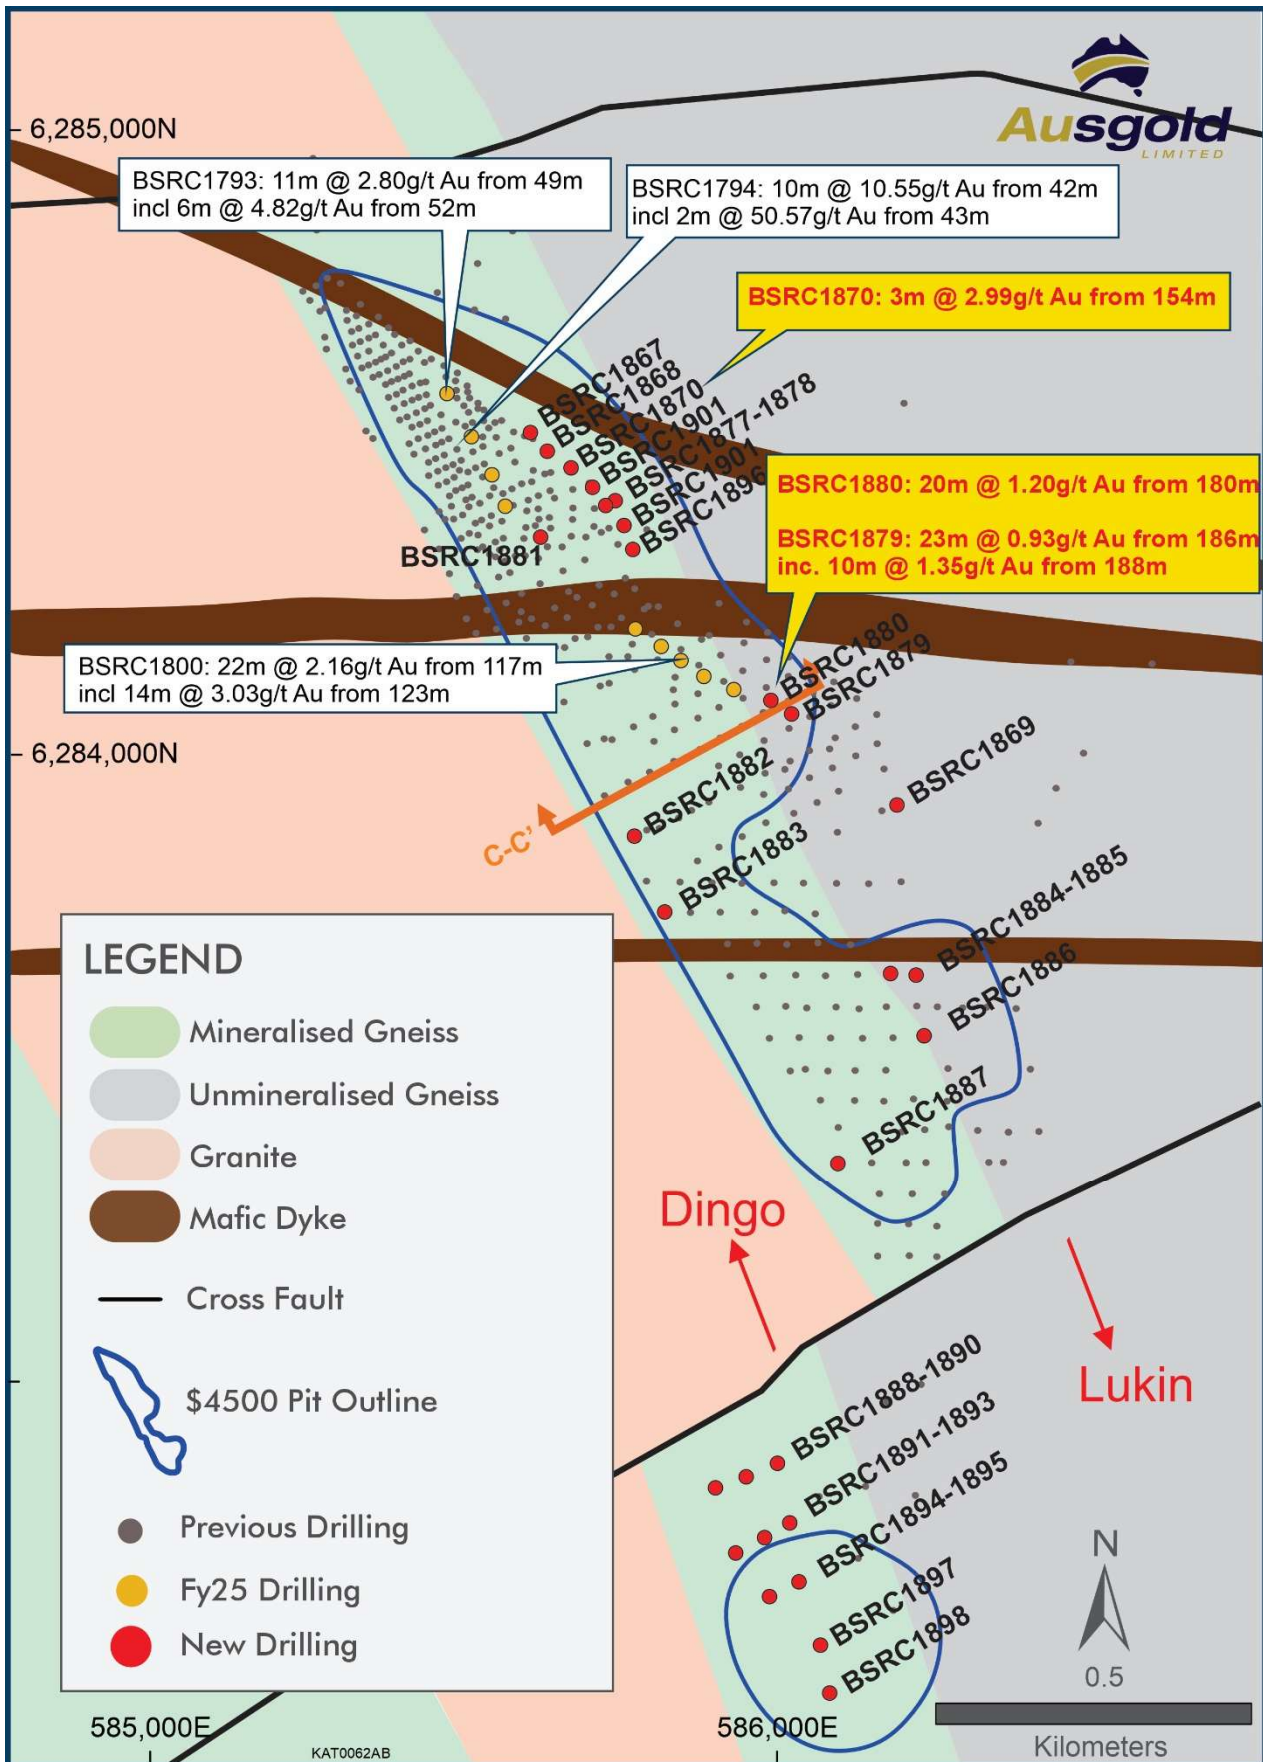 Ausgold
LIMITED
6,285,000N
BSRC1793: 11m @ 2.80g/t Au from 49m
incl 6m @ 4.82g/t Au from 52m
BSRC1794: 10m @ 10.55g/t Au from 42m
incl 2m @ 50.57g/t Au from 43m
BSRC1870: 3m @ 2.99g/t Au from 154m
BSRC1867
BSRC1868
BSRC1870
BSRC1901
BSRC1877-1878
BSRC1901
BSRC1896
BSRC1881
BSRC1880: 20m @ 1.20g/t Au from 180m
BSRC1879: 23m @ 0.93g/t Au from 186m
inc. 10m @ 1.35g/t Au from 188m
BSRC1800: 22m @ 2.16g/t Au from 117m
incl 14m @ 3.03g/t Au from 123m
BSRC1880
BSRC1879
6,284,000N
BSRC1869
BSRC1882
C-C'
BSRC1883
BSRC1884-1885
BSRC1886
BSRC1887
LEGEND
Mineralised Gneiss
Unmineralised Gneiss
Granite
Mafic Dyke
Cross Fault
$4500 Pit Outline
Previous Drilling
Fy25 Drilling
New Drilling
Dingo
Lukin
BSRC1888-1890
BSRC1891-1893
BSRC1894-1895
BSRC1897
BSRC1898
N
0.5
Kilometers
585,000E
586,000E
KAT0062AB